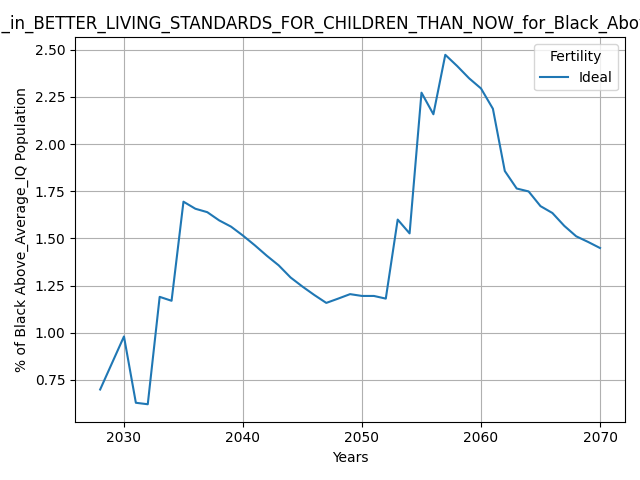 _in_BETTER_LIVING_STANDARDS_FOR_CHILDREN_THAN_NOW_for_Black_Abo
2.50
2.25
2.00
1.75
1.50
1.25
1.00
0.75
% of Black Above_Average_IQ Population
Fertility
Ideal
2030 2040 2050 2060 2070
Years